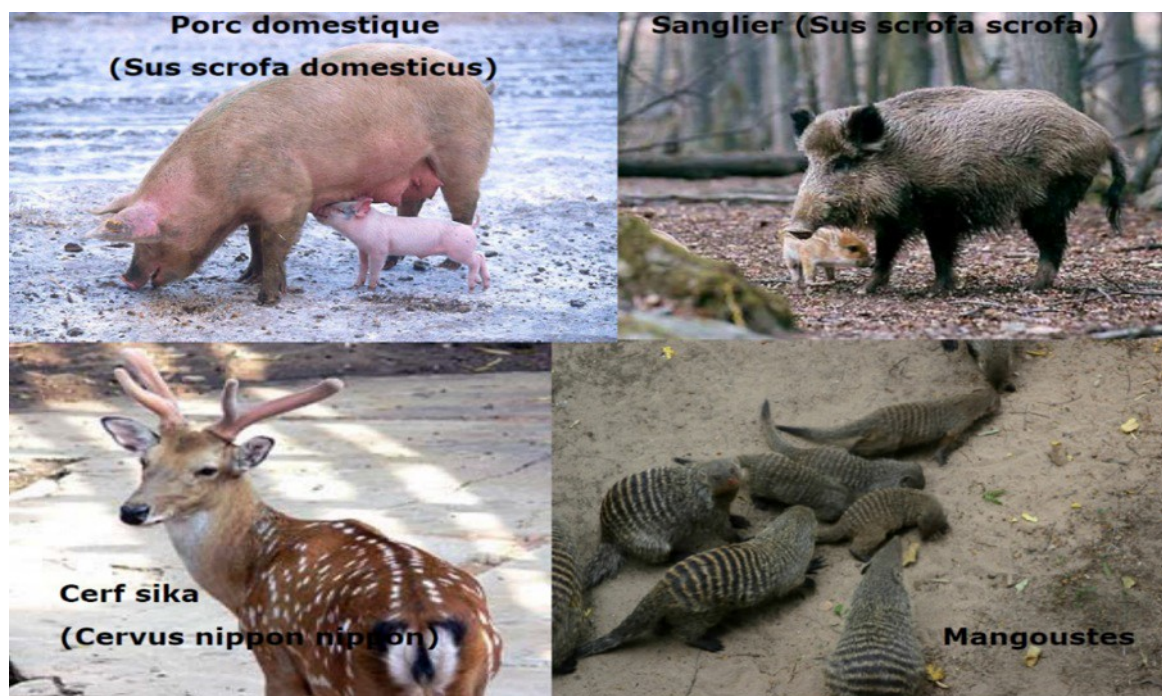 Porc domestique
(Sus scrofa domesticus)
Sanglier (Sus scrofa scrofa)
Cerf sika
(Cervus nippon nippon)
Mangoustes